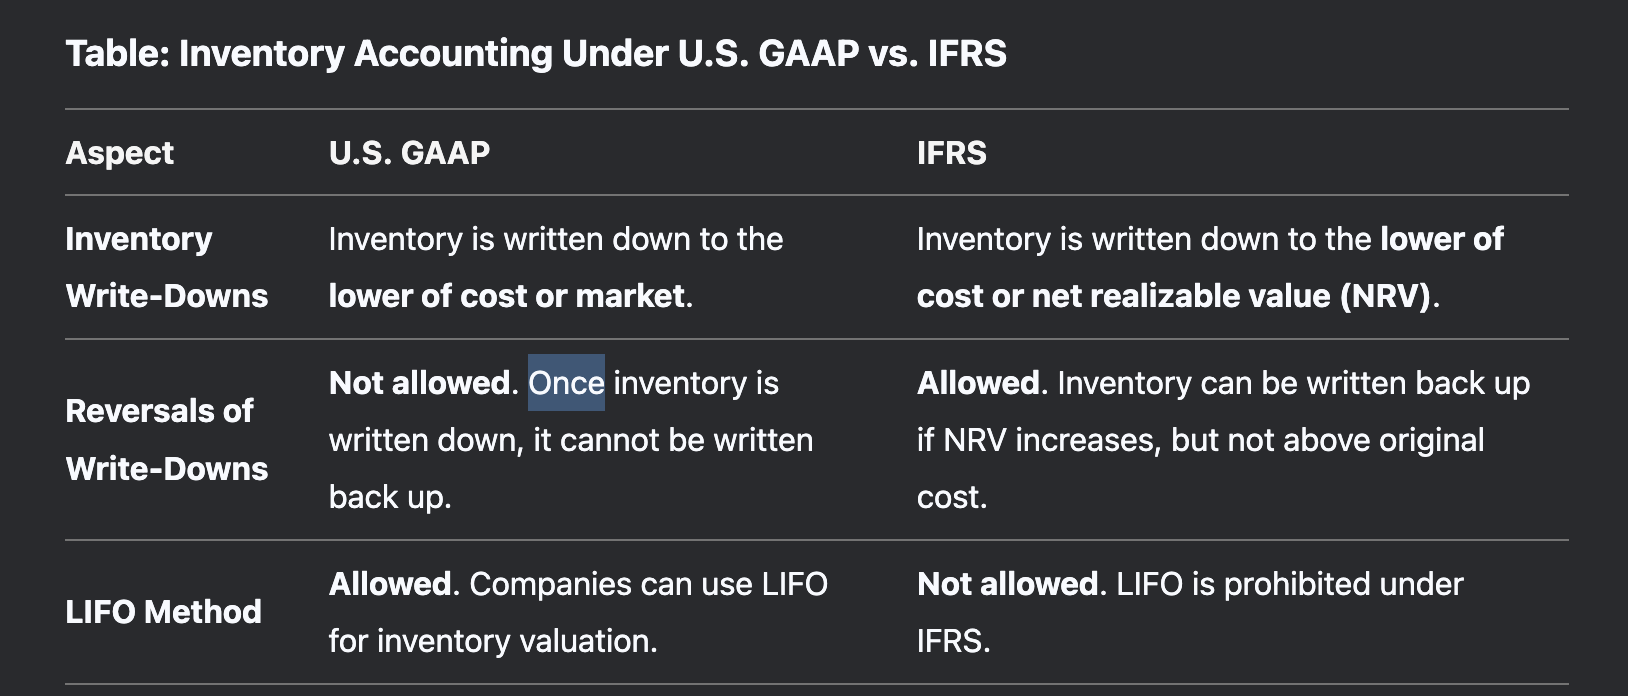 Table: Inventory Accounting Under U.S. GAAP vs. IFRS
Aspect U.S. GAAP IFRS
Inventory Write-Downs
Inventory is written down to the
lower of cost or market.
Inventory is written down to the lower of
cost or net realizable value (NRV).
Reversals of
Write-Downs
Not allowed. Once inventory is
written down, it cannot be written
back up.
Allowed. Inventory can be written back up
if NRV increases, but not above original
cost.
LIFO Method
Allowed. Companies can use LIFO
for inventory valuation.
Not allowed. LIFO is prohibited under
IFRS.